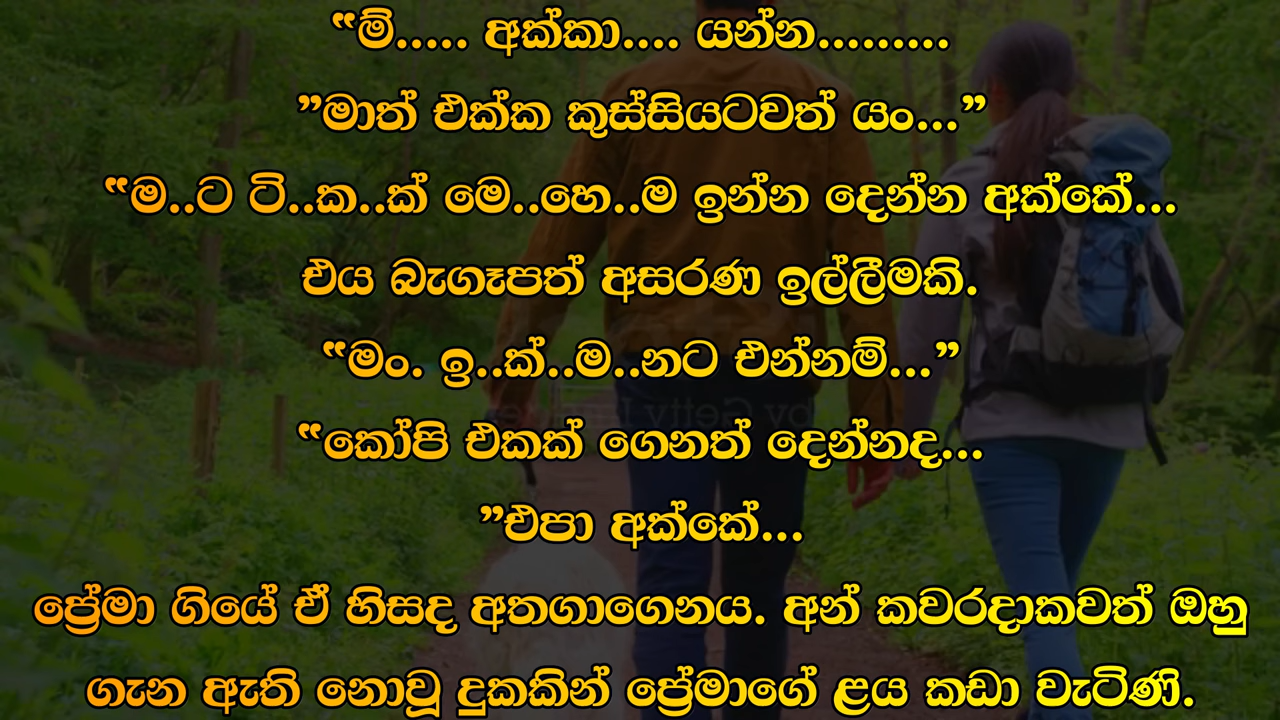 “ම්..... අක්කා.... යන්න.........
”මාත් එක්ක කුස්සියටවත් යං...”
“ම..ට ටි..ක..ක් මෙ..හෙ..ම ඉන්න දෙන්න අක්කේ...
එය බැගෑපත් අසරණ ඉල්ලීමකි.
“මං. ඉ..ක්..ම..නට එන්නම්...”
“කෝපි එකක් ගෙනත් දෙන්නද...
”එපා අක්කේ...
ප්‍රේමා ගියේ ඒ හිසද අතගාගෙනය. අන් කවරදාකවත් ඔහු
ගැන ඇති නොවූ දුකකින් ප්‍රේමාගේ ළය කඩා වැටිණි.